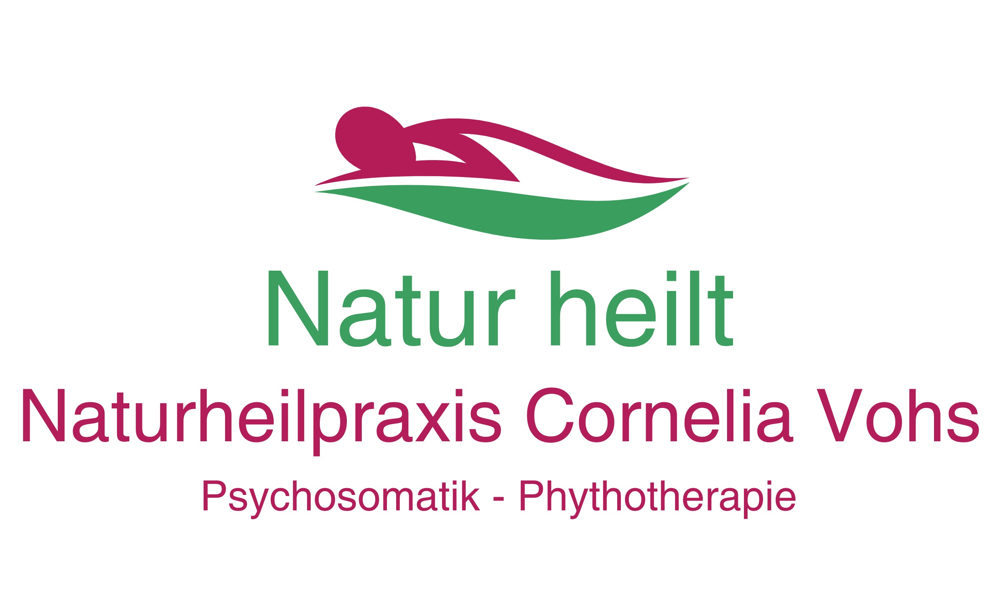 Natur heilt
Naturheilpraxis Cornelia Vohs
Psychosomatik - Phythotherapie